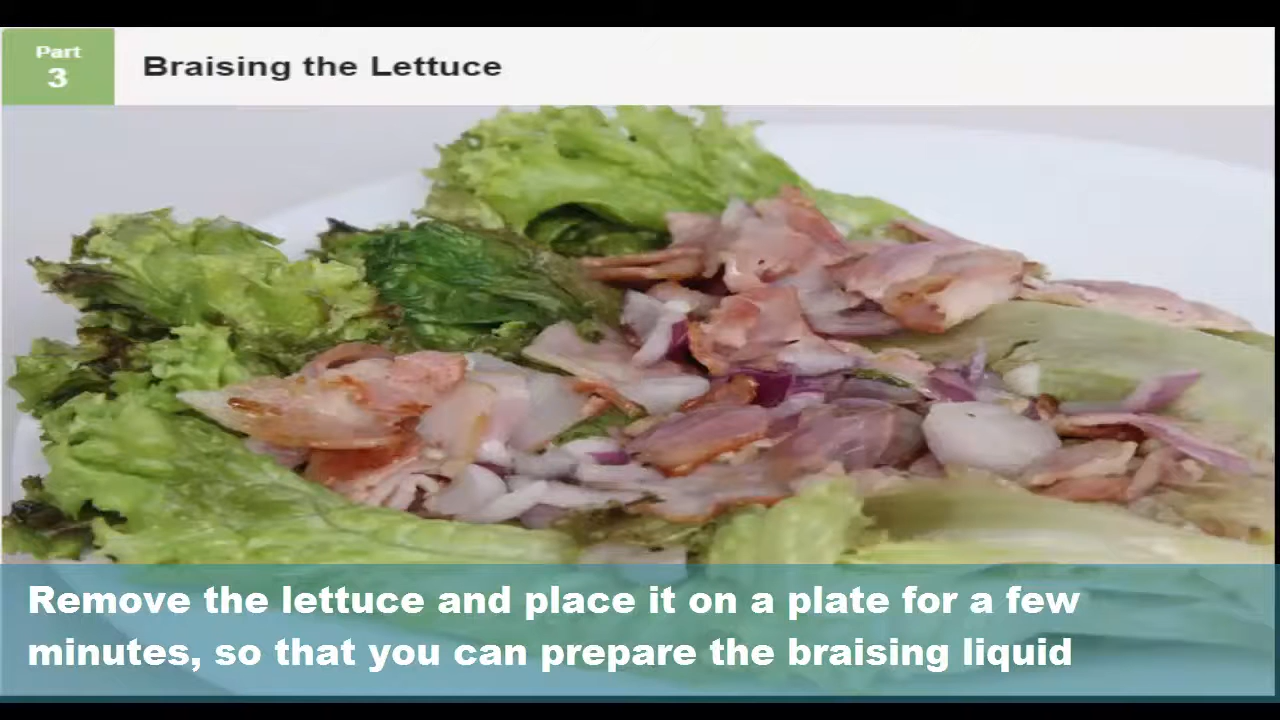 Part
3
Braising the Lettuce
Remove the lettuce and place it on a plate for a few
minutes, so that you can prepare the braising liquid